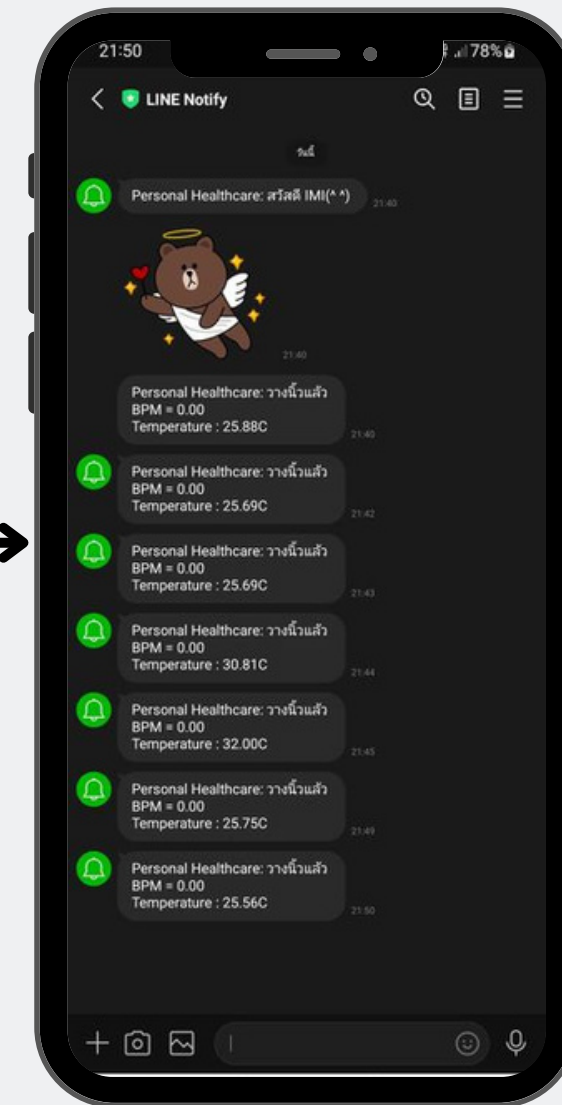 21:50
78%
LINE Notify
วันนี้
Personal Healthcare: สวัสดี IMI(^ ^)
21:40
21:40
Personal Healthcare: วางนิ้วแล้ว
BPM = 0.00
Temperature : 25.88C
21:40
Personal Healthcare: วางนิ้วแล้ว
BPM = 0.00
Temperature : 25.69C
21:42
Personal Healthcare: วางนิ้วแล้ว
BPM = 0.00
Temperature : 25.69C
21:43
Personal Healthcare: วางนิ้วแล้ว
BPM = 0.00
Temperature : 30.81C
21:44
Personal Healthcare: วางนิ้วแล้ว
BPM = 0.00
Temperature : 32.00C
21:45
Personal Healthcare: วางนิ้วแล้ว
BPM = 0.00
Temperature : 25.75C
21:49
Personal Healthcare: วางนิ้วแล้ว
BPM = 0.00
Temperature : 25.56C
21:50